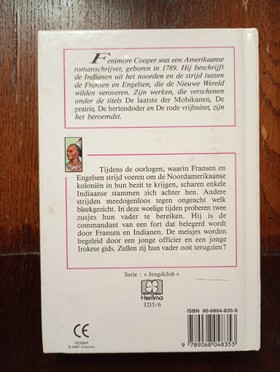 Fenimore Cooper was een Amerikaanse
romanschrijver, geboren in 1789. Hij beschrijft
de Indianen uit het noorden en de strijd tussen
de Fransen en Engelsen, die de Nieuwe Wereld
wilden veroveren. Zijn werken, die verschenen
onder de titels De laatste der Mohikanen, De
prairie, De hertendoder en De rode vrijbuiter, zijn
het beroemdst.
Tijdens de oorlogen, waarin Fransen en
Engelsen strijd voeren om de Noordamerikaanse
koloniën in hun bezit te krijgen, scharen enkele
Indiaanse stammen zich achter hen. Andere
strijden meedogenloos tegen ongeacht welk
bleekgezicht. In deze woelige tijden proberen twee
zusjes hun vader te bereiken. Hij is de
commandant van een fort dat belegerd wordt
door Fransen en Indianen. De meisjes worden
begeleid door een jonge officier en een jonge
Irokese gids. Zullen zij hun vader ooit terugzien?
Serie : « Jeugdclub »
Hemma
3215/6
CE
ISBN 90-6804-835-X
9 789068 048353